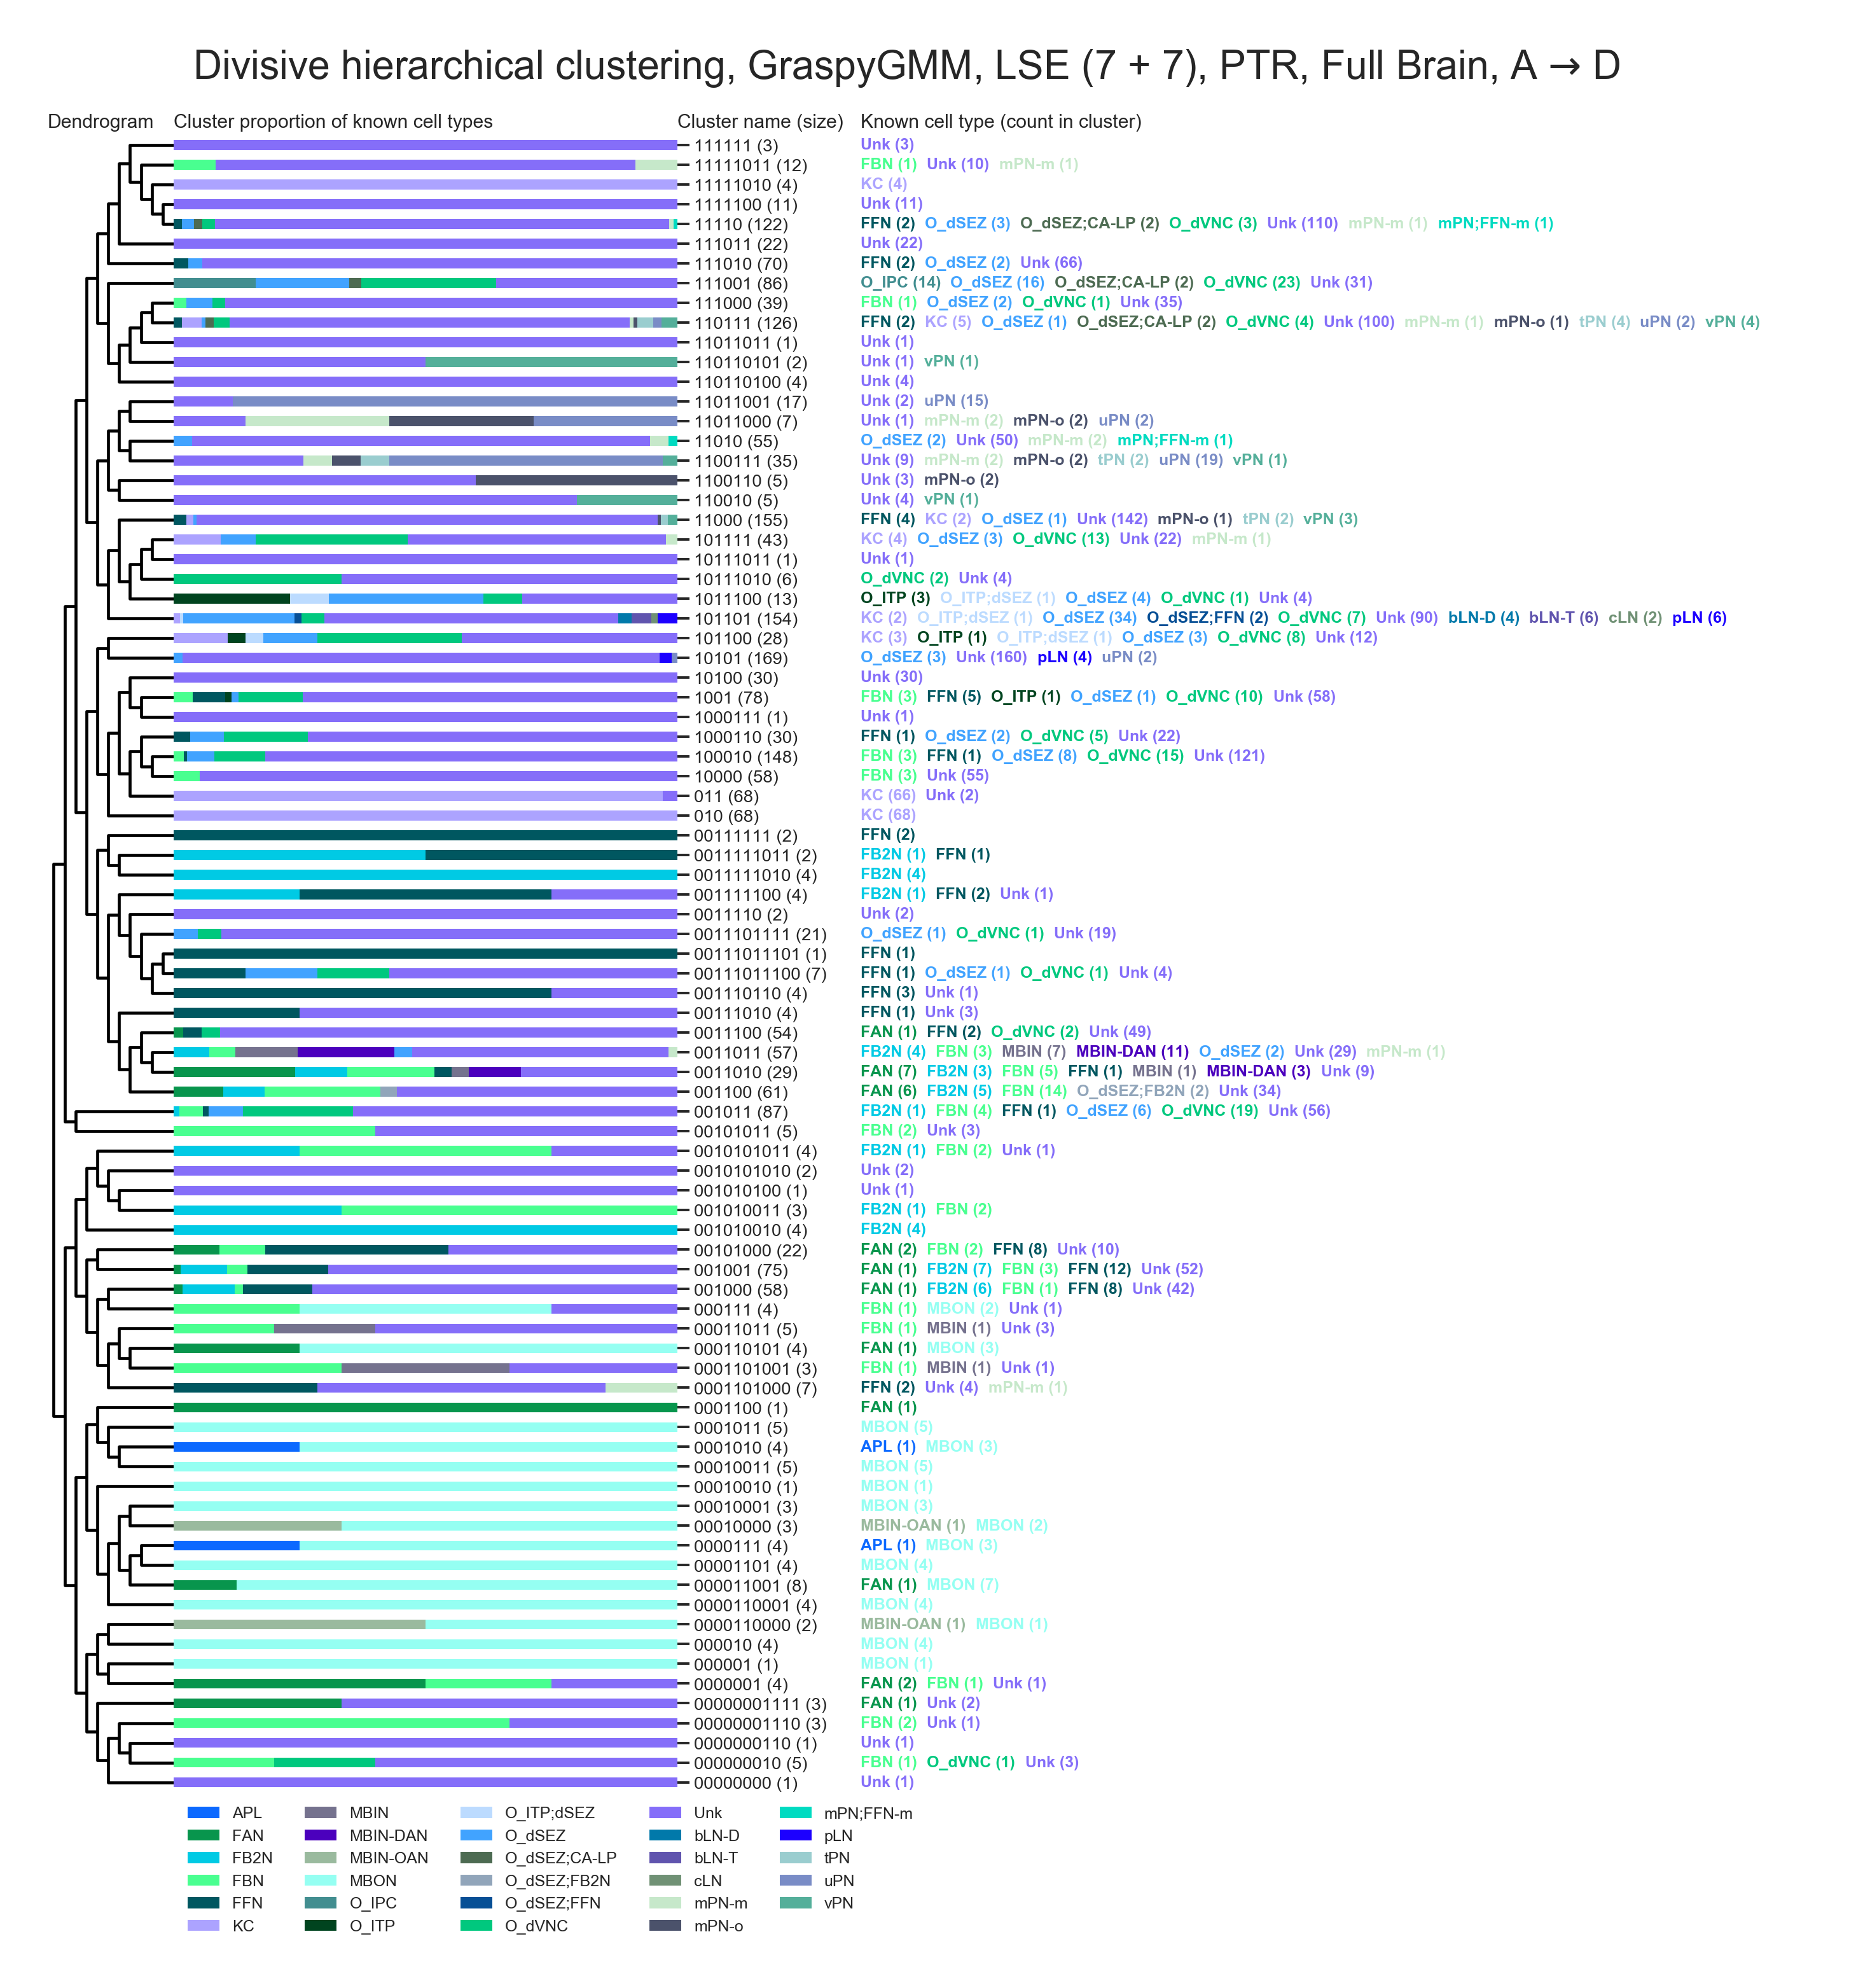 Divisive hierarchical clustering, GraspyGMM, LSE (7 + 7), PTR, Full Brain, A → D
Dendrogram Cluster proportion of known cell types Cluster name (size) Known cell type (count in cluster)
111111 (3) Unk (3)
11111011 (12) FBN (1) Unk (10) mPN-m (1)
11111010 (4) KC (4)
1111100 (11) Unk (11)
11110 (122) FFN (2) O_dSEZ (3) O_dSEZ;CA-LP (2) O_dVNC (3) Unk (110) mPN-m (1) mPN;FFN-m (1)
111011 (22) Unk (22)
111010 (70) FFN (2) O_dSEZ (2) Unk (66)
111001 (86) O_IPC (14) O_dSEZ (16) O_dSEZ;CA-LP (2) O_dVNC (23) Unk (31)
111000 (39) FBN (1) O_dSEZ (2) O_dVNC (1) Unk (35)
110111 (126) FFN (2) KC (5) O_dSEZ (1) O_dSEZ;CA-LP (2) O_dVNC (4) Unk (100) mPN-m (1) mPN-o (1) tPN (4) uPN (2) vPN (4)
11011011 (1) Unk (1)
110110101 (2) Unk (1) vPN (1)
110110100 (4) Unk (4)
11011001 (17) Unk (2) uPN (15)
11011000 (7) Unk (1) mPN-m (2) mPN-o (2) uPN (2)
11010 (55) O_dSEZ (2) Unk (50) mPN-m (2) mPN;FFN-m (1)
1100111 (35) Unk (9) mPN-m (2) mPN-o (2) tPN (2) uPN (19) vPN (1)
1100110 (5) Unk (3) mPN-o (2)
110010 (5) Unk (4) vPN (1)
11000 (155) FFN (4) KC (2) O_dSEZ (1) Unk (142) mPN-o (1) tPN (2) vPN (3)
101111 (43) KC (4) O_dSEZ (3) O_dVNC (13) Unk (22) mPN-m (1)
10111011 (1) Unk (1)
10111010 (6) O_dVNC (2) Unk (4)
1011100 (13) O_ITP (3) O_ITP;dSEZ (1) O_dSEZ (4) O_dVNC (1) Unk (4)
101101 (154) KC (2) O_ITP;dSEZ (1) O_dSEZ (34) O_dSEZ;FFN (2) O_dVNC (7) Unk (90) bLN-D (4) bLN-T (6) cLN (2) pLN (6)
101100 (28) KC (3) O_ITP (1) O_ITP;dSEZ (1) O_dSEZ (3) O_dVNC (8) Unk (12)
10101 (169) O_dSEZ (3) Unk (160) pLN (4) uPN (2)
10100 (30) Unk (30)
1001 (78) FBN (3) FFN (5) O_ITP (1) O_dSEZ (1) O_dVNC (10) Unk (58)
1000111 (1) Unk (1)
1000110 (30) FFN (1) O_dSEZ (2) O_dVNC (5) Unk (22)
100010 (148) FBN (3) FFN (1) O_dSEZ (8) O_dVNC (15) Unk (121)
10000 (58) FBN (3) Unk (55)
011 (68) KC (66) Unk (2)
010 (68) KC (68)
00111111 (2) FFN (2)
0011111011 (2) FB2N (1) FFN (1)
0011111010 (4) FB2N (4)
001111100 (4) FB2N (1) FFN (2) Unk (1)
0011110 (2) Unk (2)
0011101111 (21) O_dSEZ (1) O_dVNC (1) Unk (19)
00111011101 (1) FFN (1)
00111011100 (7) FFN (1) O_dSEZ (1) O_dVNC (1) Unk (4)
001110110 (4) FFN (3) Unk (1)
00111010 (4) FFN (1) Unk (3)
0011100 (54) FAN (1) FFN (2) O_dVNC (2) Unk (49)
0011011 (57) FB2N (4) FBN (3) MBIN (7) MBIN-DAN (11) O_dSEZ (2) Unk (29) mPN-m (1)
0011010 (29) FAN (7) FB2N (3) FBN (5) FFN (1) MBIN (1) MBIN-DAN (3) Unk (9)
001100 (61) FAN (6) FB2N (5) FBN (14) O_dSEZ;FB2N (2) Unk (34)
001011 (87) FB2N (1) FBN (4) FFN (1) O_dSEZ (6) O_dVNC (19) Unk (56)
00101011 (5) FBN (2) Unk (3)
0010101011 (4) FB2N (1) FBN (2) Unk (1)
0010101010 (2) Unk (2)
001010100 (1) Unk (1)
001010011 (3) FB2N (1) FBN (2)
001010010 (4) FB2N (4)
00101000 (22) FAN (2) FBN (2) FFN (8) Unk (10)
001001 (75) FAN (1) FB2N (7) FBN (3) FFN (12) Unk (52)
001000 (58) FAN (1) FB2N (6) FBN (1) FFN (8) Unk (42)
000111 (4) FBN (1) MBON (2) Unk (1)
00011011 (5) FBN (1) MBIN (1) Unk (3)
000110101 (4) FAN (1) MBON (3)
0001101001 (3) FBN (1) MBIN (1) Unk (1)
0001101000 (7) FFN (2) Unk (4) mPN-m (1)
0001100 (1) FAN (1)
0001011 (5) MBON (5)
0001010 (4) APL (1) MBON (3)
00010011 (5) MBON (5)
00010010 (1) MBON (1)
00010001 (3) MBON (3)
00010000 (3) MBIN-OAN (1) MBON (2)
0000111 (4) APL (1) MBON (3)
00001101 (4) MBON (4)
000011001 (8) FAN (1) MBON (7)
0000110001 (4) MBON (4)
0000110000 (2) MBIN-OAN (1) MBON (1)
000010 (4) MBON (4)
000001 (1) MBON (1)
0000001 (4) FAN (2) FBN (1) Unk (1)
00000001111 (3) FAN (1) Unk (2)
00000001110 (3) FBN (2) Unk (1)
0000000110 (1) Unk (1)
000000010 (5) FBN (1) O_dVNC (1) Unk (3)
00000000 (1) Unk (1)
APL MBIN O_ITP;dSEZ Unk mPN;FFN-m
FAN MBIN-DAN O_dSEZ bLN-D pLN
FB2N MBIN-OAN O_dSEZ;CA-LP bLN-T tPN
FBN MBON O_dSEZ;FB2N cLN uPN
FFN O_IPC O_dSEZ;FFN mPN-m vPN
KC O_ITP O_dVNC mPN-o